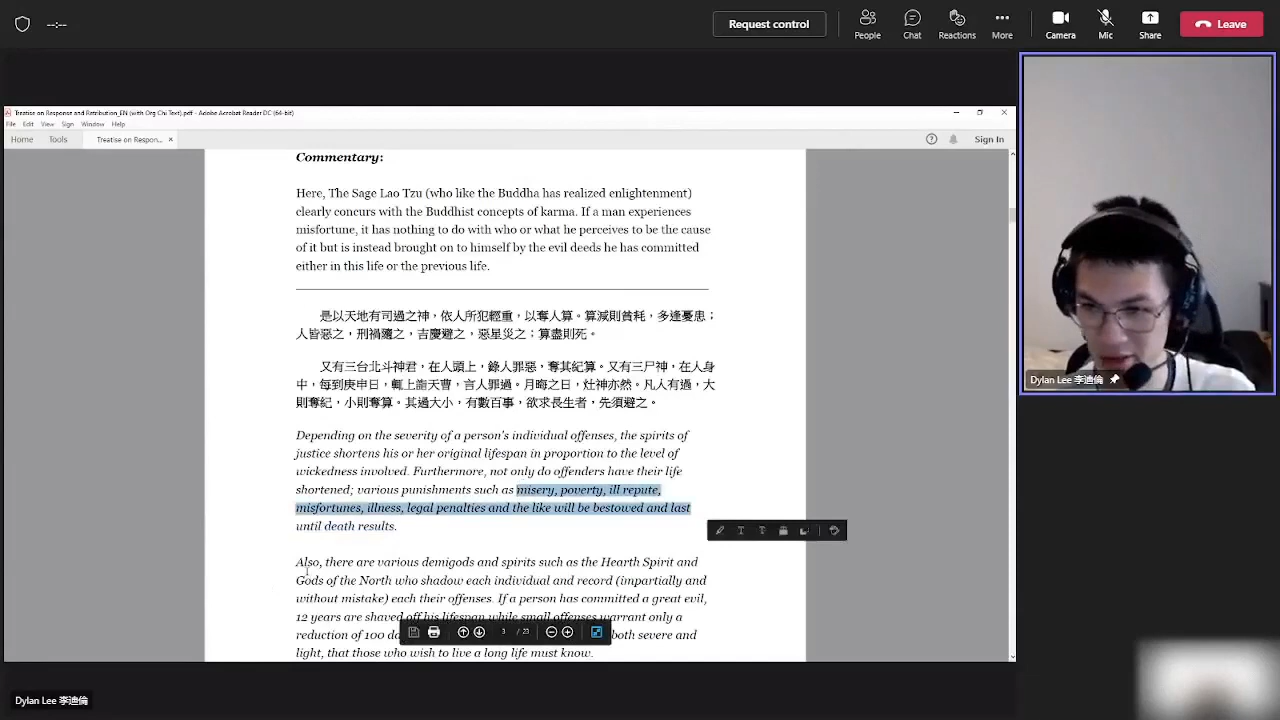 --:--
Request control
People
Chat
Reactions
More
Camera
Mic
Share
Leave
Treatise on Response and Retribution_EN (with Org Chi Text).pdf - Adobe Acrobat Reader DC (64-bit)
File Edit View Sign Window Help
Home Tools Treatise on Respon... × Sign In
Commentary:
Here, The Sage Lao Tzu (who like the Buddha has realized enlightenment)
clearly concurs with the Buddhist concepts of karma. If a man experiences
misfortune, it has nothing to do with who or what he perceives to be the cause
of it but is instead brought on to himself by the evil deeds he has committed
either in this life or the previous life.
是以天地有司過之神，依人所犯輕重，以奪人算。算減則貧耗，多逢憂患；
人皆惡之，刑禍隨之，吉慶避之，惡星災之；算盡則死。
又有三台北斗神君，在人頭上，錄人罪惡，奪其紀算。又有三尸神，在人身
中，每到庚申日，輒上詣天曹，言人罪過。月晦之日，灶神亦然。凡人有過，大
則奪紀，小則奪算。其過大小，有數百事，欲求長生者，先須避之。
Depending on the severity of a person's individual offenses, the spirits of
justice shortens his or her original lifespan in proportion to the level of
wickedness involved. Furthermore, not only do offenders have their life
shortened; various punishments such as misery, poverty, ill repute,
misfortunes, illness, legal penalties and the like will be bestowed and last
until death results.
Also, there are various demigods and spirits such as the Hearth Spirit and
Gods of the North who shadow each individual and record (impartially and
without mistake) each their offenses. If a person has committed a great evil,
12 years are shaved off his lifespan while small offenses warrant only a
reduction of 100 da both severe and
light, that those who wish to live a long life must know.
3 / 23
Dylan Lee 李迪倫
Dylan Lee 李迪倫